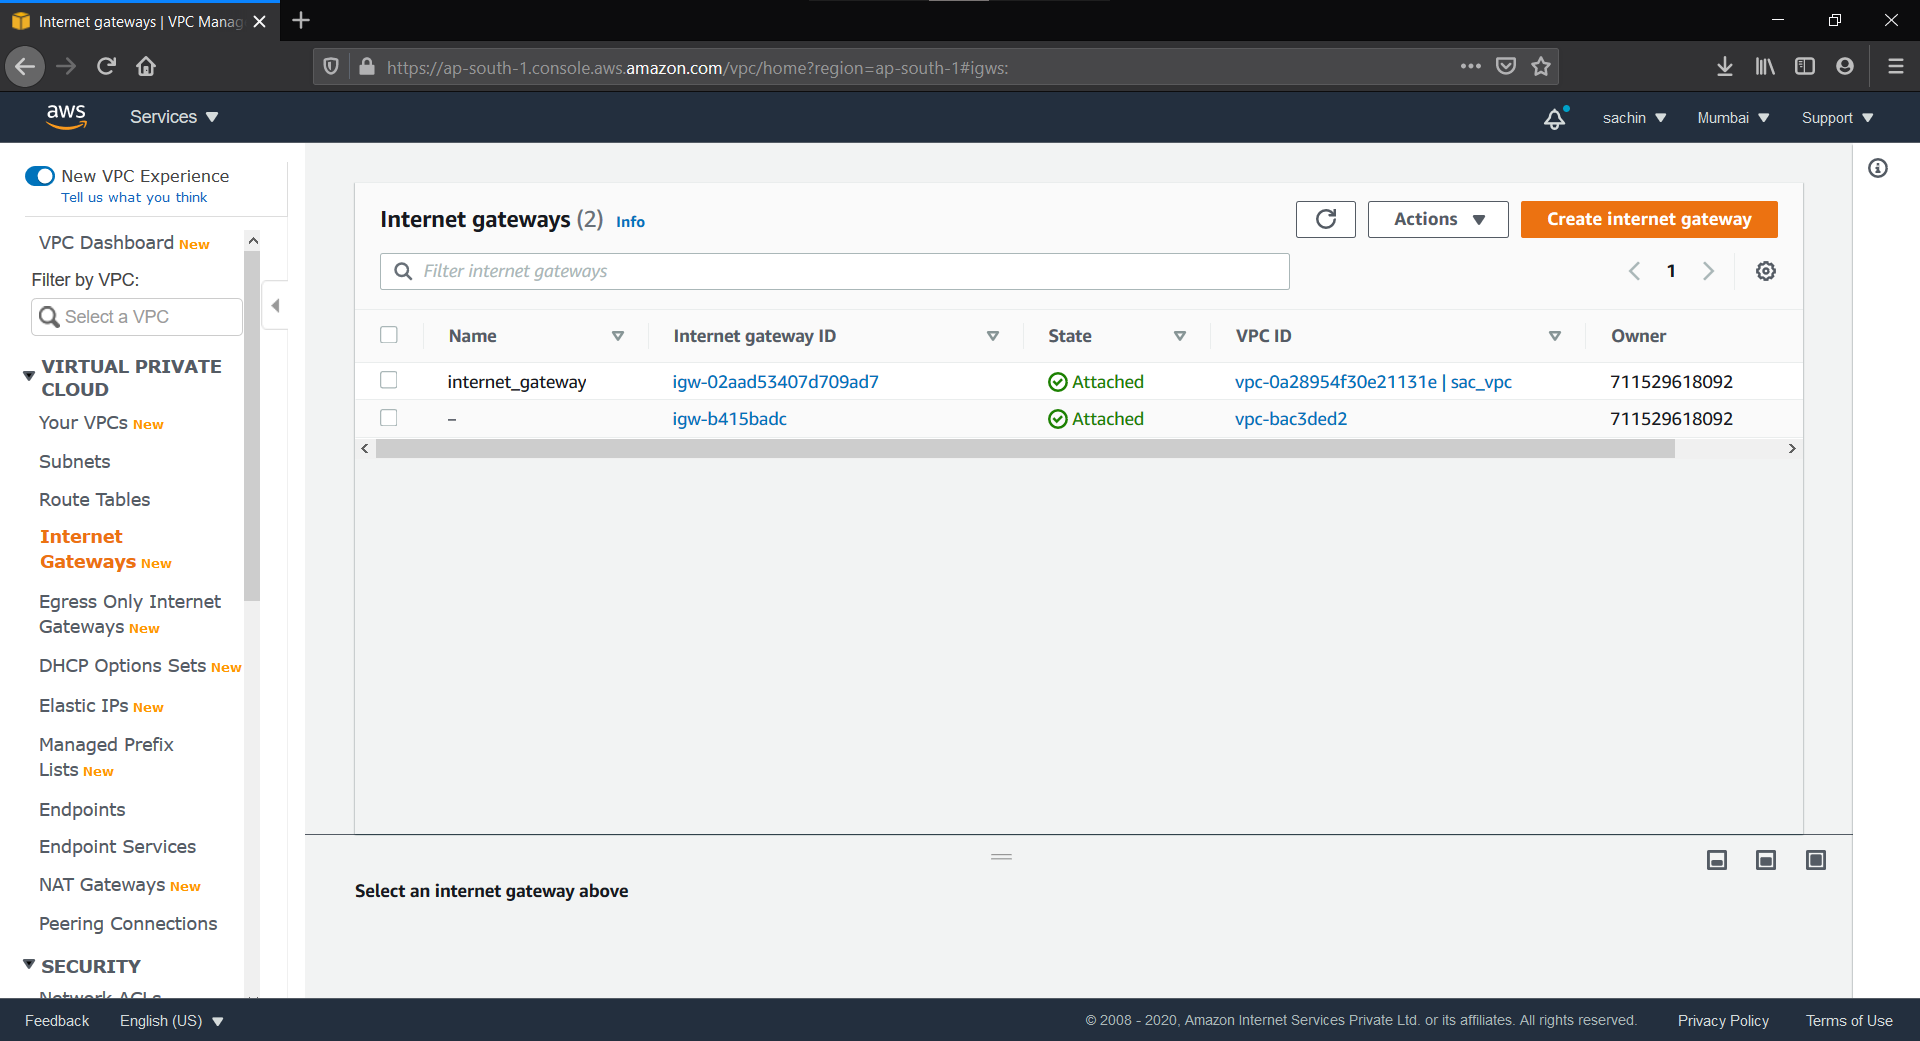 Internet gateways | VPC Manag
https://ap-south-1.console.aws.amazon.com/vpc/home?region=ap-south-1#igws:
aws Services sachin Mumbai Support
New VPC Experience
Tell us what you think
VPC Dashboard New
Filter by VPC:
Select a VPC
VIRTUAL PRIVATE
CLOUD
Your VPCs New
Subnets
Route Tables
Internet
Gateways New
Egress Only Internet
Gateways New
DHCP Options Sets New
Elastic IPs New
Managed Prefix
Lists New
Endpoints
Endpoint Services
NAT Gateways New
Peering Connections
SECURITY
Network ACLs
Internet gateways (2) Info Actions Create internet gateway
Filter internet gateways 1
Name Internet gateway ID State VPC ID Owner
internet_gateway igw-02aad53407d709ad7 Attached vpc-0a28954f30e21131e | sac_vpc 711529618092
– igw-b415badc Attached vpc-bac3ded2 711529618092
Select an internet gateway above
Feedback English (US) © 2008 - 2020, Amazon Internet Services Private Ltd. or its affiliates. All rights reserved. Privacy Policy Terms of Use